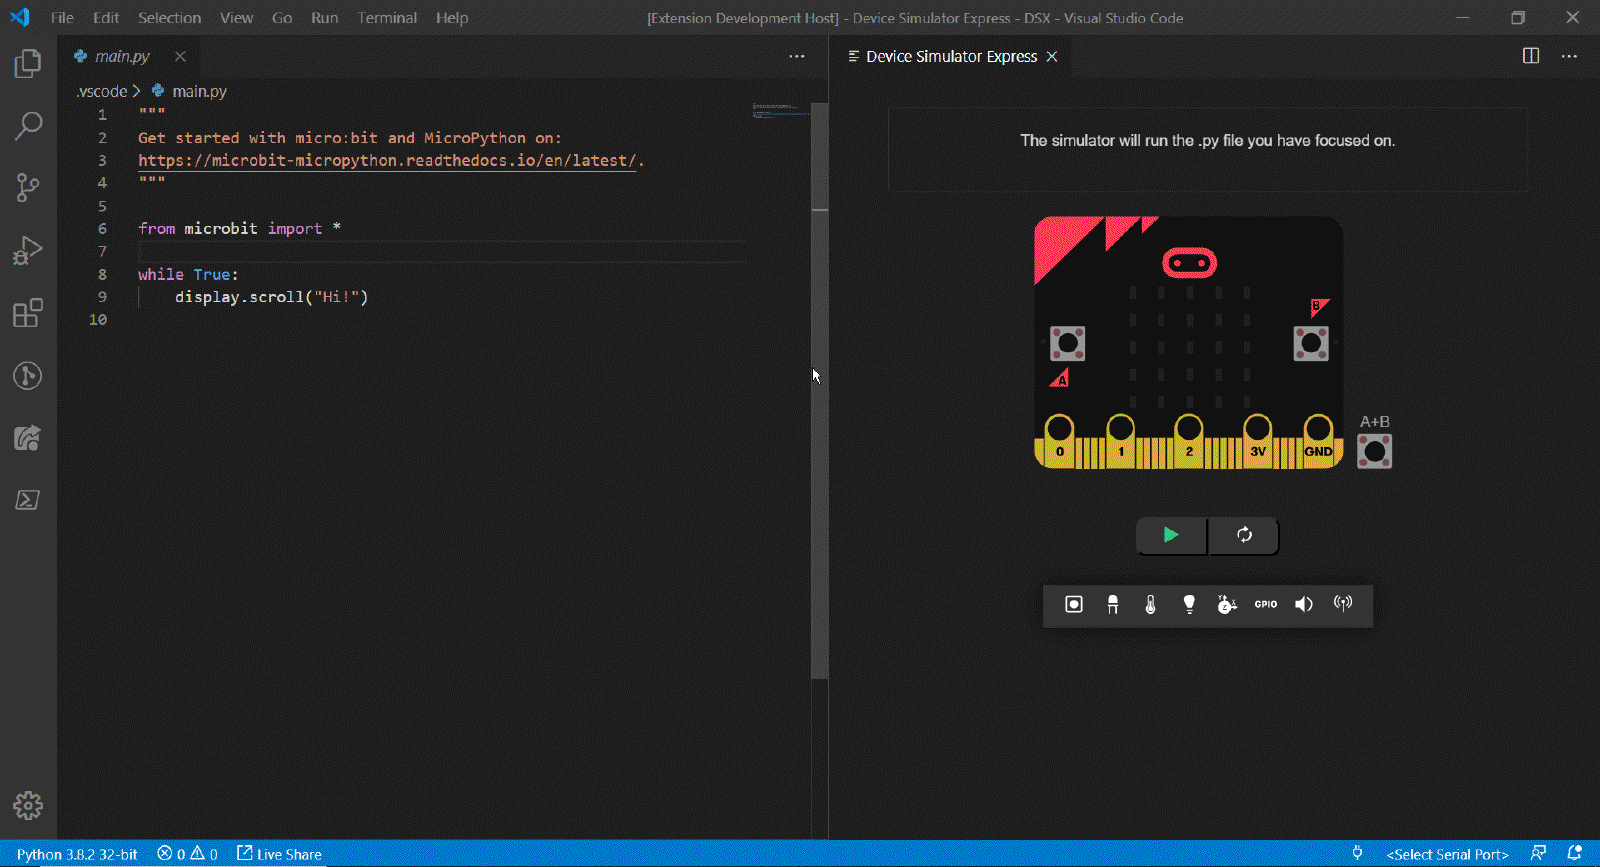 File Edit Selection View Go Run Terminal Help [Extension Development Host] - Device Simulator Express - DSX - Visual Studio Code
main.py
.vscode > main.py
1 """
2 Get started with micro:bit and MicroPython on:
3 https://microbit-micropython.readthedocs.io/en/latest/.
4 """
5
6 from microbit import *
7
8 while True:
9 display.scroll("Hi!")
10
Device Simulator Express
The simulator will run the .py file you have focused on.
B
A
A+B
0 1 2 3V GND
GPIO
Python 3.8.2 32-bit 0 0 Live Share <Select Serial Port>